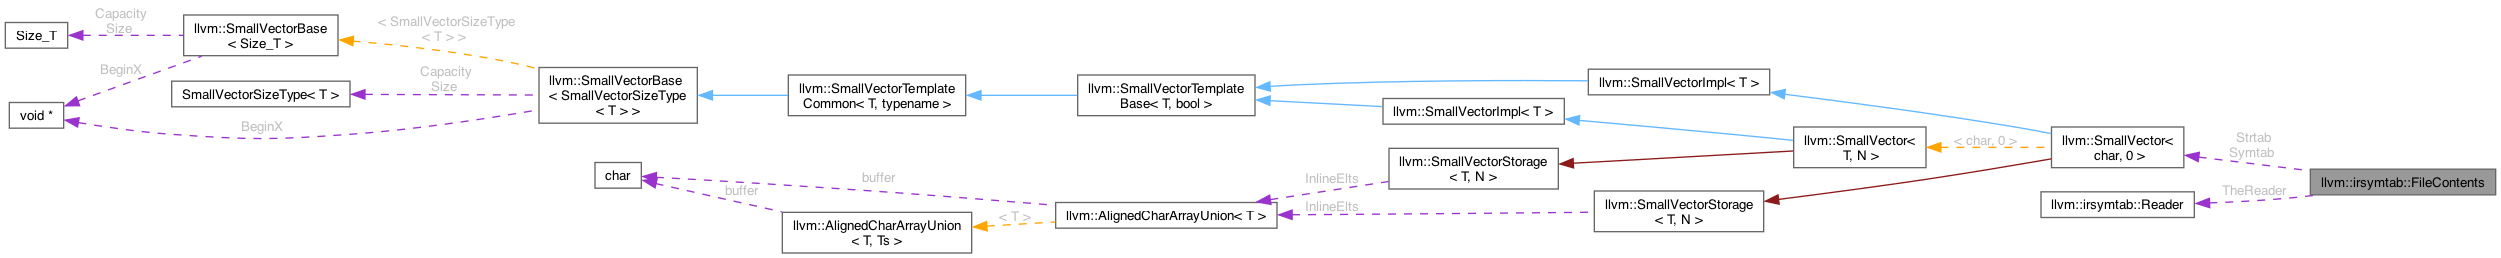 Size_T
Capacity
Size
llvm::SmallVectorBase
< Size_T >
BeginX
SmallVectorSizeType< T >
void *
< SmallVectorSizeType
< T > >
Capacity
Size
BeginX
llvm::SmallVectorBase
< SmallVectorSizeType
< T > >
llvm::SmallVectorTemplate
Common< T, typename >
llvm::SmallVectorTemplate
Base< T, bool >
llvm::SmallVectorImpl< T >
llvm::SmallVectorImpl< T >
char
buffer
buffer
llvm::AlignedCharArrayUnion
< T, Ts >
< T >
llvm::AlignedCharArrayUnion< T >
InlineElts
InlineElts
llvm::SmallVectorStorage
< T, N >
llvm::SmallVectorStorage
< T, N >
llvm::SmallVector<
T, N >
< char, 0 >
llvm::SmallVector<
char, 0 >
llvm::irsymtab::Reader
Strtab
Symtab
TheReader
llvm::irsymtab::FileContents